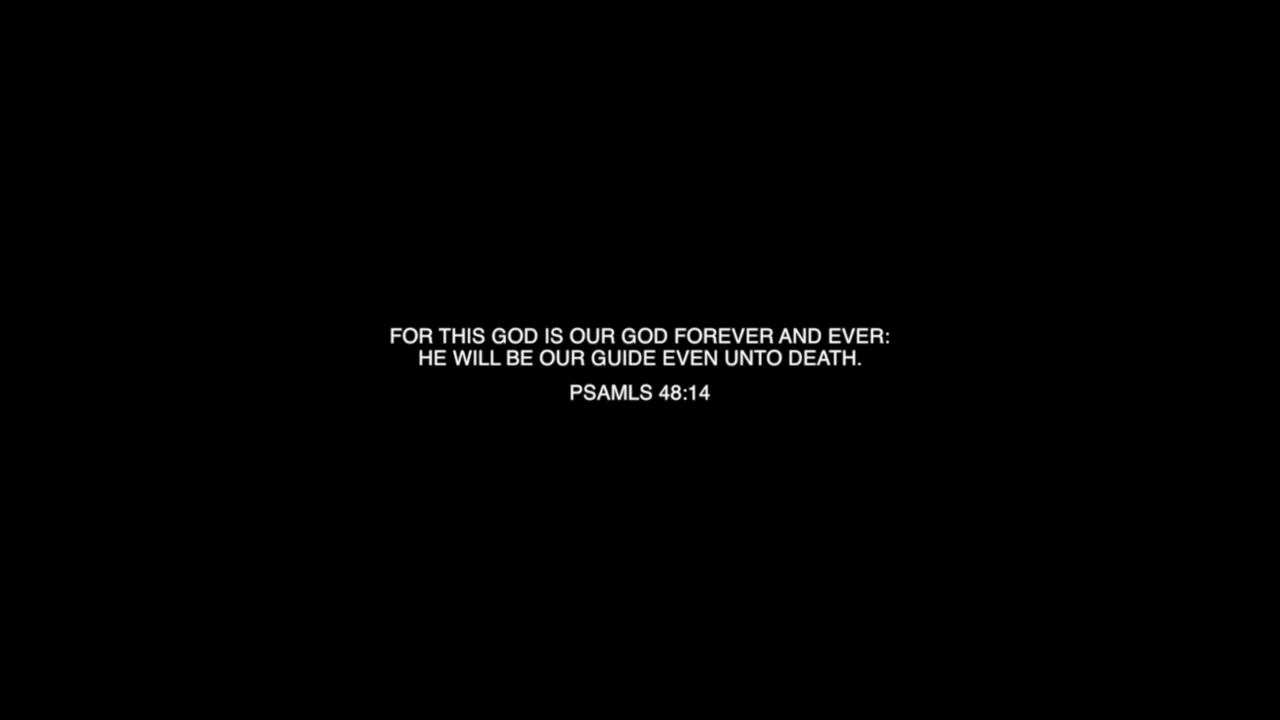 FOR THIS GOD IS OUR GOD FOREVER AND EVER:
HE WILL BE OUR GUIDE EVEN UNTO DEATH.
PSAMLS 48:14